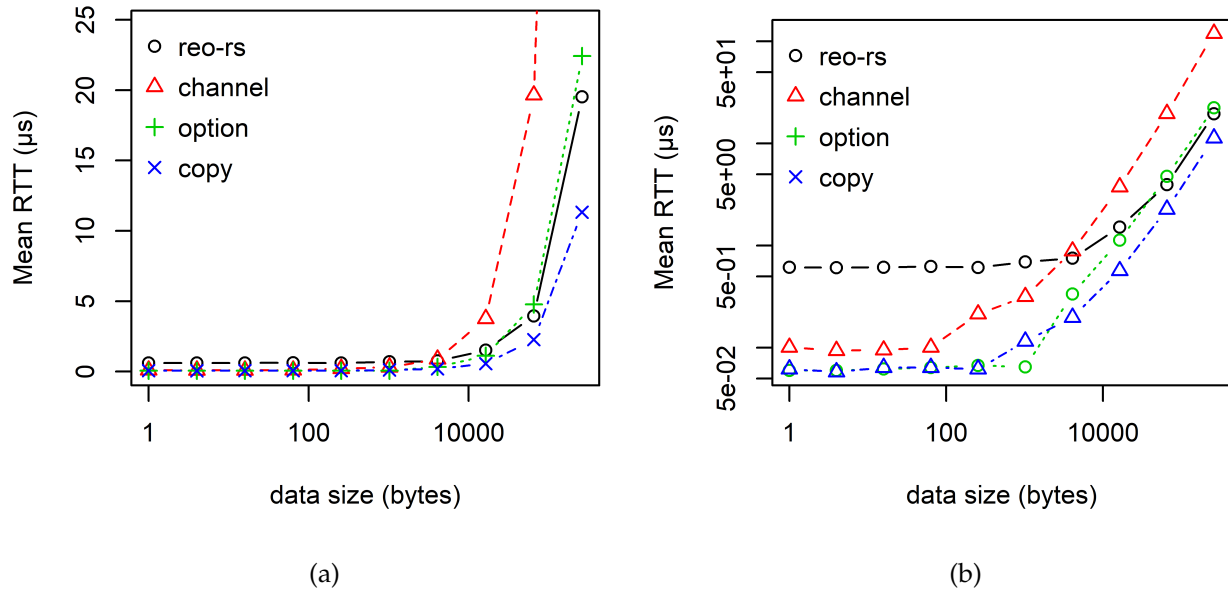 25
20
15
10
5
0
Mean RTT (μs)
reo-rs
channel
option
copy
1
100
10000
data size (bytes)
(a)
5e+01
5e+00
5e-01
5e-02
Mean RTT (μs)
reo-rs
channel
option
copy
1
100
10000
data size (bytes)
(b)